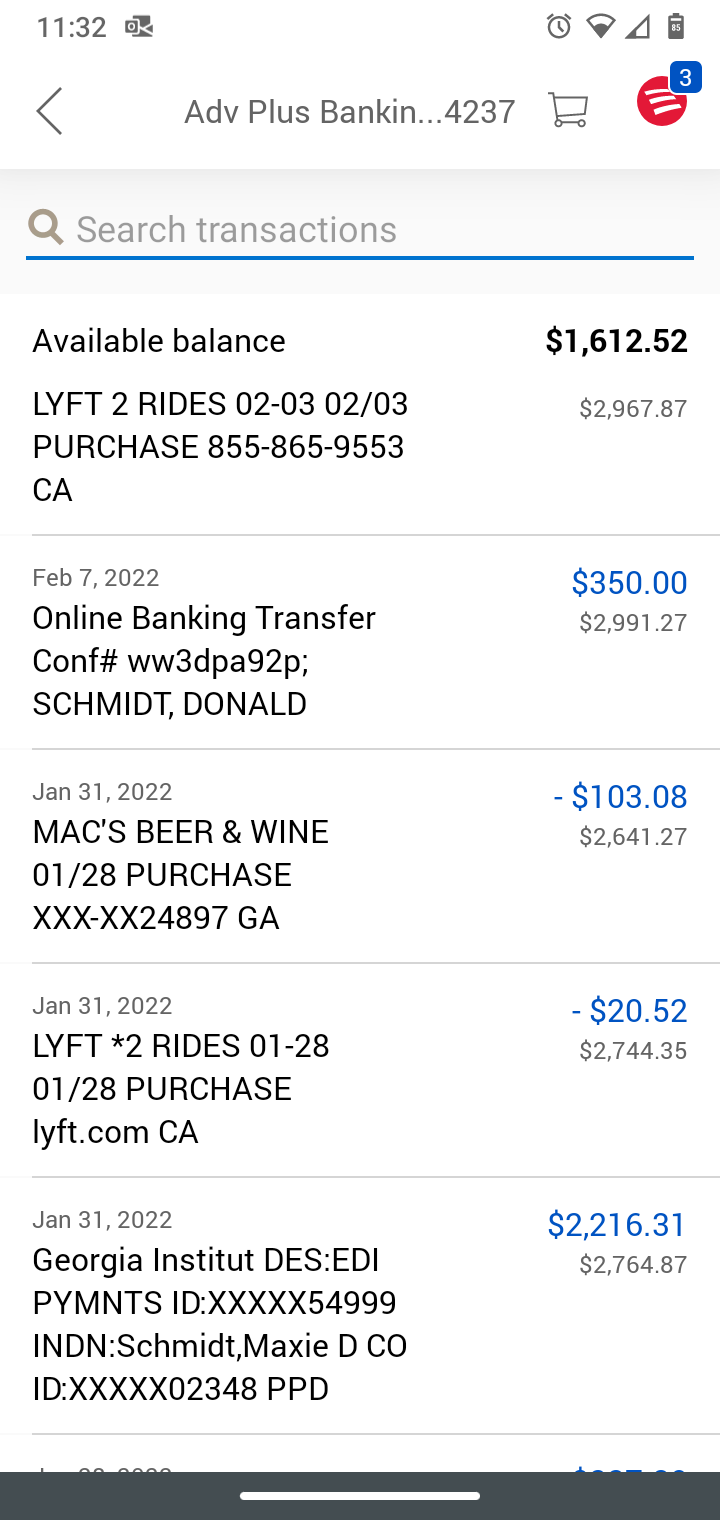 11:32
85
3
Adv Plus Bankin...4237
Search transactions
Available balance $1,612.52
LYFT 2 RIDES 02-03 02/03 $2,967.87
PURCHASE 855-865-9553
CA
Feb 7, 2022 $350.00
Online Banking Transfer $2,991.27
Conf# ww3dpa92p;
SCHMIDT, DONALD
Jan 31, 2022 - $103.08
MAC'S BEER & WINE $2,641.27
01/28 PURCHASE
XXX-XX24897 GA
Jan 31, 2022 - $20.52
LYFT *2 RIDES 01-28 $2,744.35
01/28 PURCHASE
lyft.com CA
Jan 31, 2022 $2,216.31
Georgia Institut DES:EDI $2,764.87
PYMNTS ID:XXXXX54999
INDN:Schmidt,Maxie D CO
ID:XXXXX02348 PPD